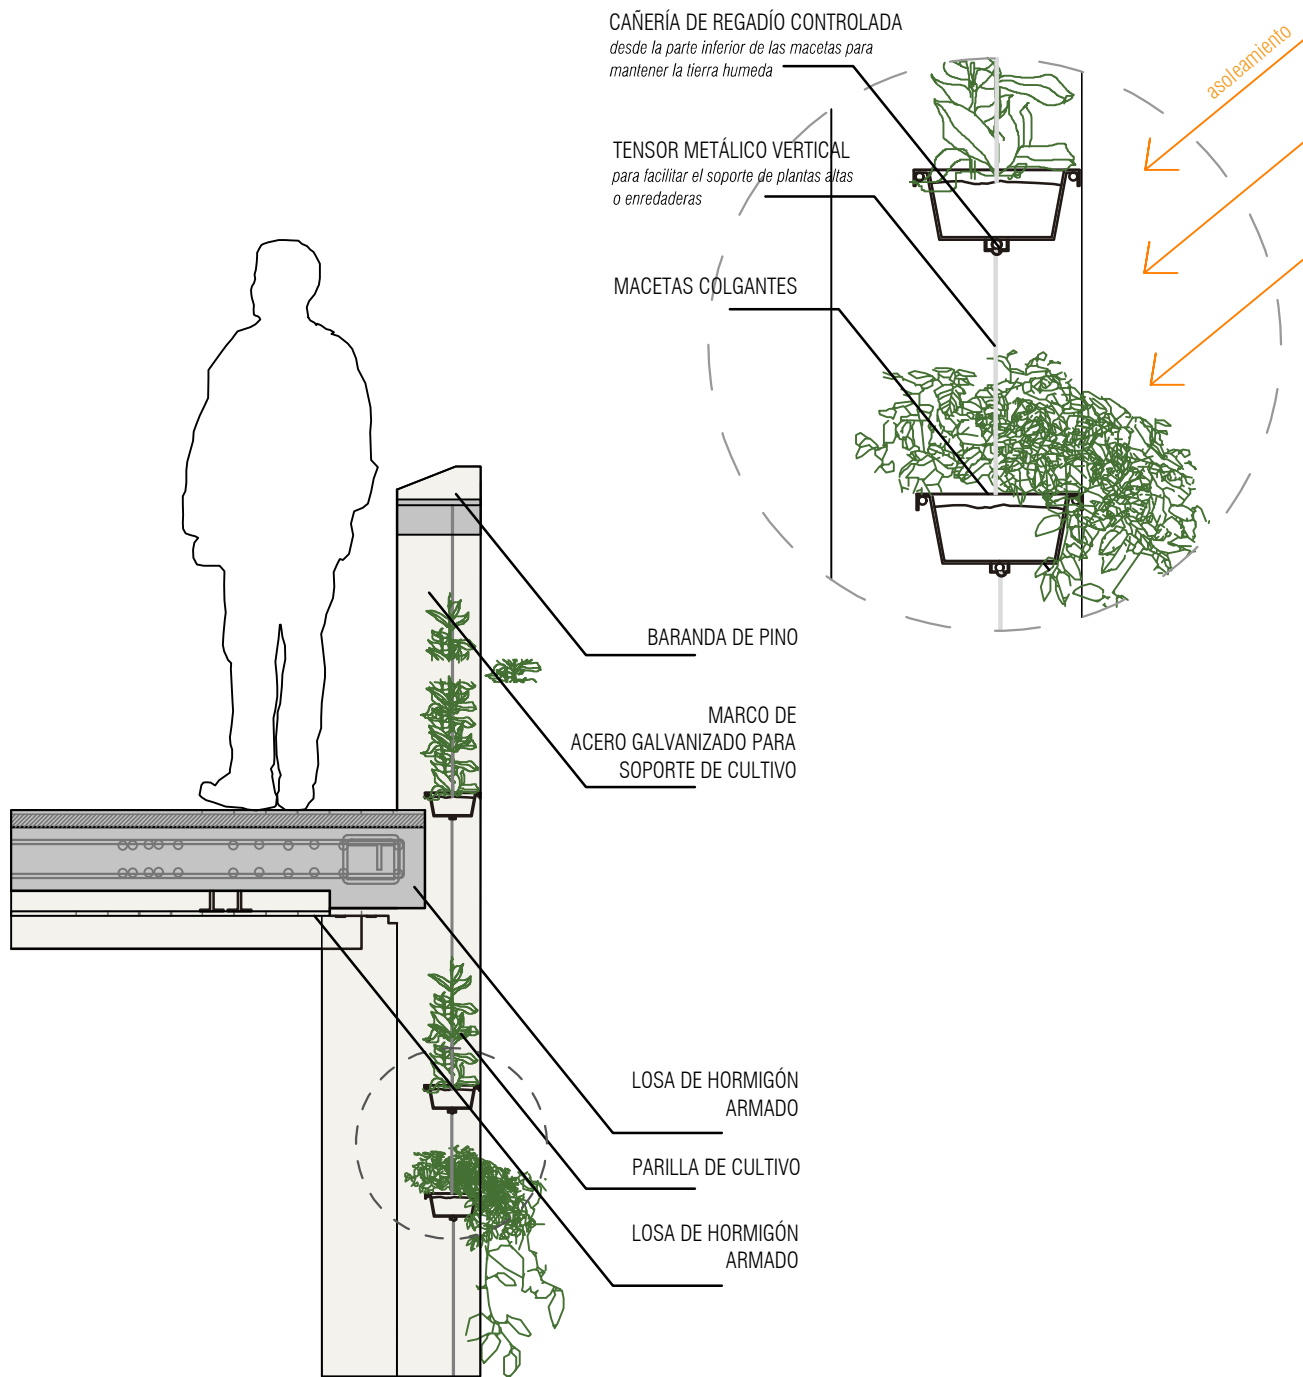 CAÑERÍA DE REGADÍO CONTROLADA
desde la parte inferior de las macetas para
mantener la tierra humeda
asoleamiento
TENSOR METÁLICO VERTICAL
para facilitar el soporte de plantas altas
o enredaderas
MACETAS COLGANTES
BARANDA DE PINO
MARCO DE
ACERO GALVANIZADO PARA
SOPORTE DE CULTIVO
LOSA DE HORMIGÓN
ARMADO
PARILLA DE CULTIVO
LOSA DE HORMIGÓN
ARMADO